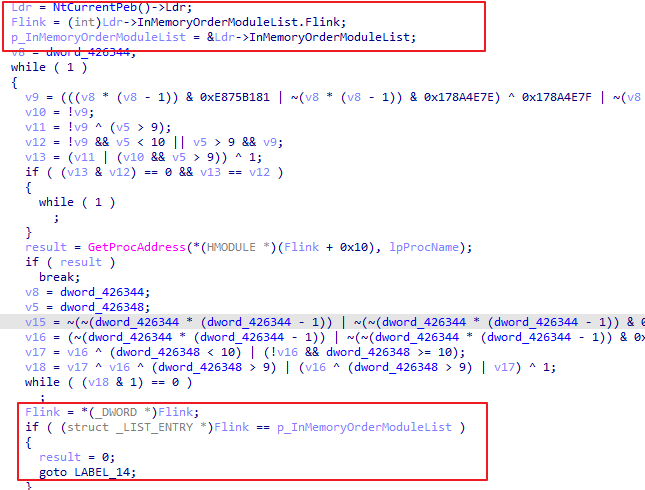 Ldr = NtCurrentPeb()->Ldr;
Flink = (int)Ldr->InMemoryOrderModuleList.Flink;
p_InMemoryOrderModuleList = &Ldr->InMemoryOrderModuleList;
v8 = dword_426344;
while ( 1 )
{
v9 = (((v8 * (v8 - 1)) & 0xE875B181 | ~(v8 * (v8 - 1)) & 0x178A4E7E) ^ 0x178A4E7F | ~(v8
v10 = !v9;
v11 = !v9 ^ (v5 > 9);
v12 = !v9 && v5 < 10 || v5 > 9 && v9;
v13 = (v11 | (v10 && v5 > 9)) ^ 1;
if ( (v13 & v12) == 0 && v13 == v12 )
{
while ( 1 )
;
}
result = GetProcAddress(*(HMODULE *)(Flink + 0x10), lpProcName);
if ( result )
break;
v8 = dword_426344;
v5 = dword_426348;
v15 = ~(~(dword_426344 * (dword_426344 - 1)) | ~(~(dword_426344 * (dword_426344 - 1)) & 0
v16 = (~(dword_426344 * (dword_426344 - 1)) | ~(~(dword_426344 * (dword_426344 - 1)) & 0x
v17 = v16 ^ (dword_426348 < 10) | (!v16 && dword_426348 >= 10);
v18 = v17 ^ v16 ^ (dword_426348 > 9) | (v16 ^ (dword_426348 > 9) | v17) ^ 1;
while ( (v18 & 1) == 0 )
;
Flink = *(_DWORD *)Flink;
if ( (struct _LIST_ENTRY *)Flink == p_InMemoryOrderModuleList )
{
result = 0;
goto LABEL_14;
}